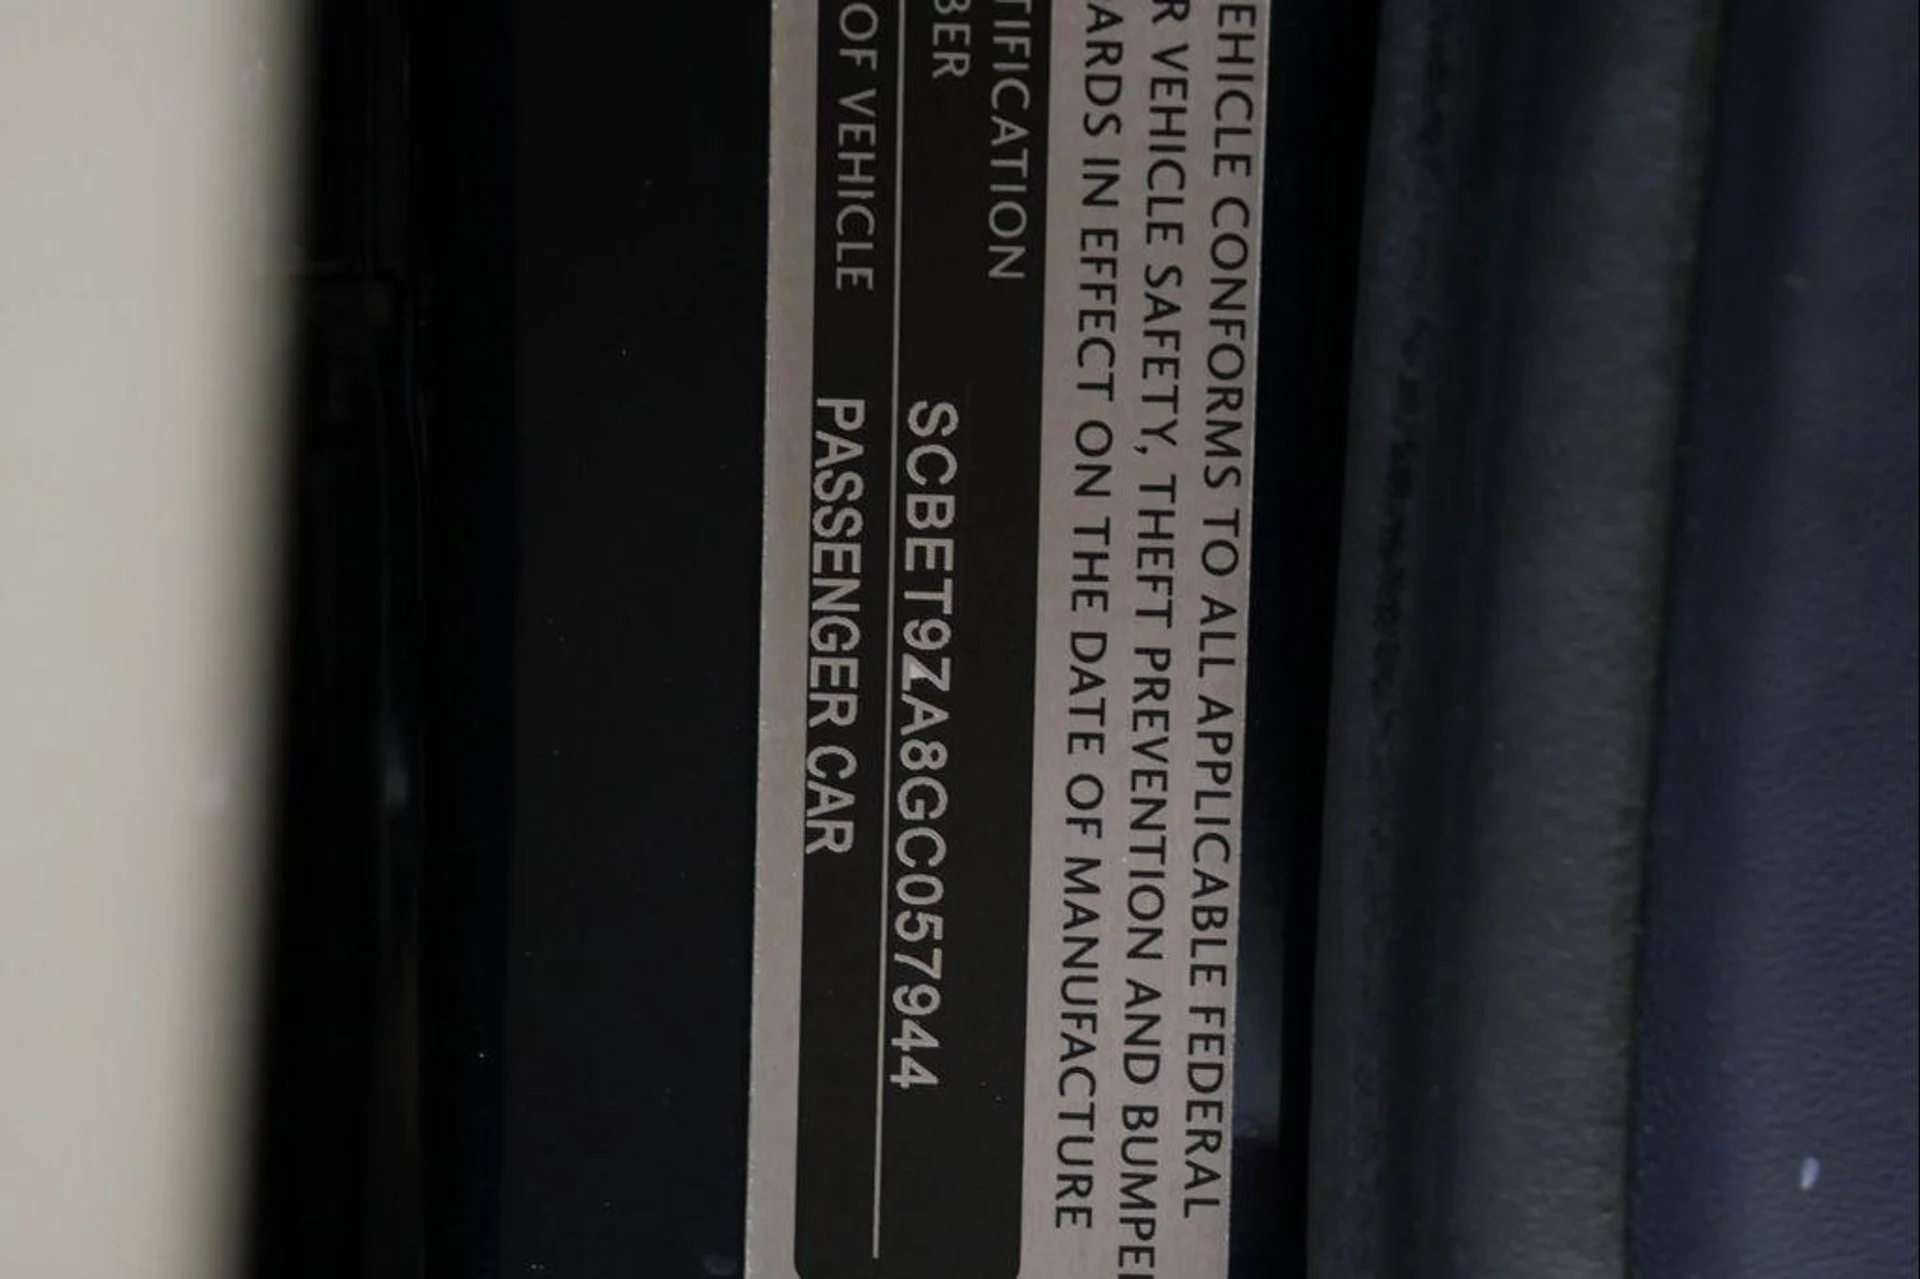 EHICLE CONFORMS TO ALL APPLICABLE FEDERAL
R VEHICLE SAFETY, THEFT PREVENTION AND BUMPE
ARDS IN EFFECT ON THE DATE OF MANUFACTURE
TIFICATION
BER SCBET9ZA8GC057944
OF VEHICLE PASSENGER CAR